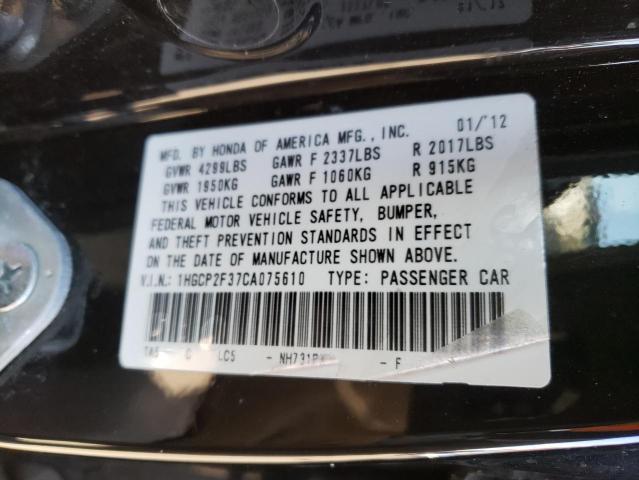 MFD. BY HONDA OF AMERICA MFG., INC. 01/'12
GVWR 4299LBS GAWR F 2337LBS R 2017LBS
GVWR 1950KG GAWR F 1060KG R 915KG
THIS VEHICLE CONFORMS TO ALL APPLICABLE
FEDERAL MOTOR VEHICLE SAFETY, BUMPER,
AND THEFT PREVENTION STANDARDS IN EFFECT
ON THE DATE OF MANUFACTURE SHOWN ABOVE.
V.I.N.: 1HGCP2F37CA075610 TYPE: PASSENGER CAR
C LC5 - - F